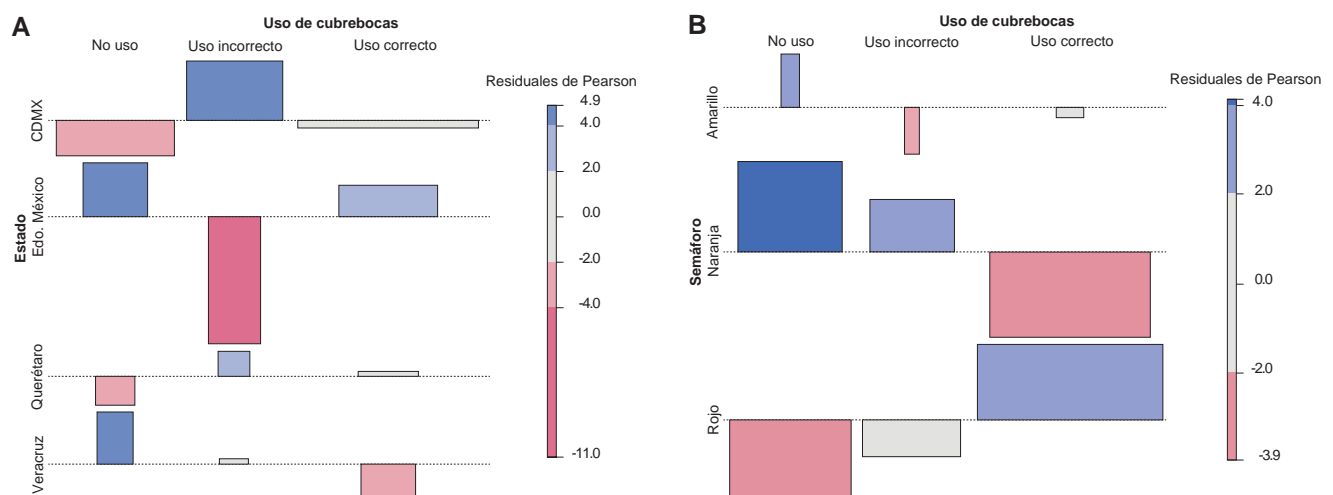 A
Uso de cubrebocas
No uso
Uso incorrecto
Uso correcto
Residuales de Pearson
4.9
4.0
2.0
0.0
-2.0
-4.0
-11.0
Estado
CDMX
Edo. México
Querétaro
Veracruz
B
Uso de cubrebocas
No uso
Uso incorrecto
Uso correcto
Residuales de Pearson
4.0
2.0
0.0
-2.0
-3.9
Semáforo
Amarillo
Naranja
Rojo